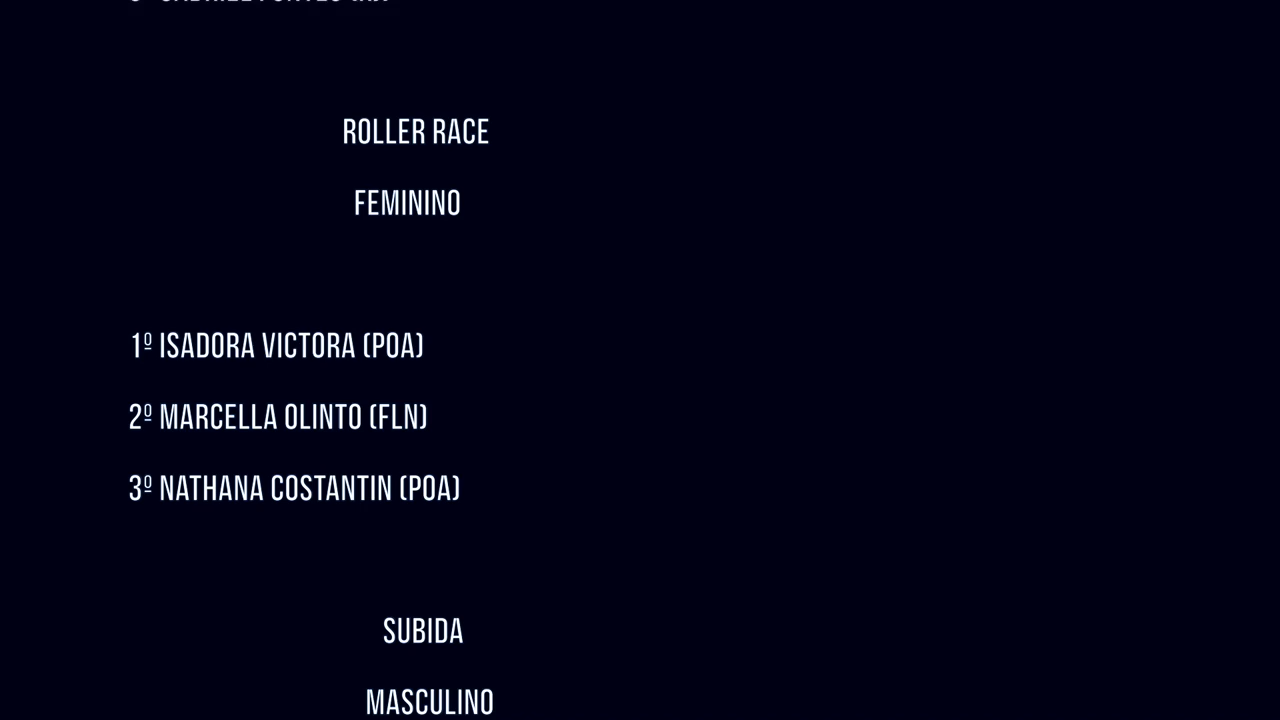 ROLLER RACE
FEMININO
1º ISADORA VICTORA (POA)
2º MARCELLA OLINTO (FLN)
3º NATHANA COSTANTIN (POA)
SUBIDA
MASCULINO